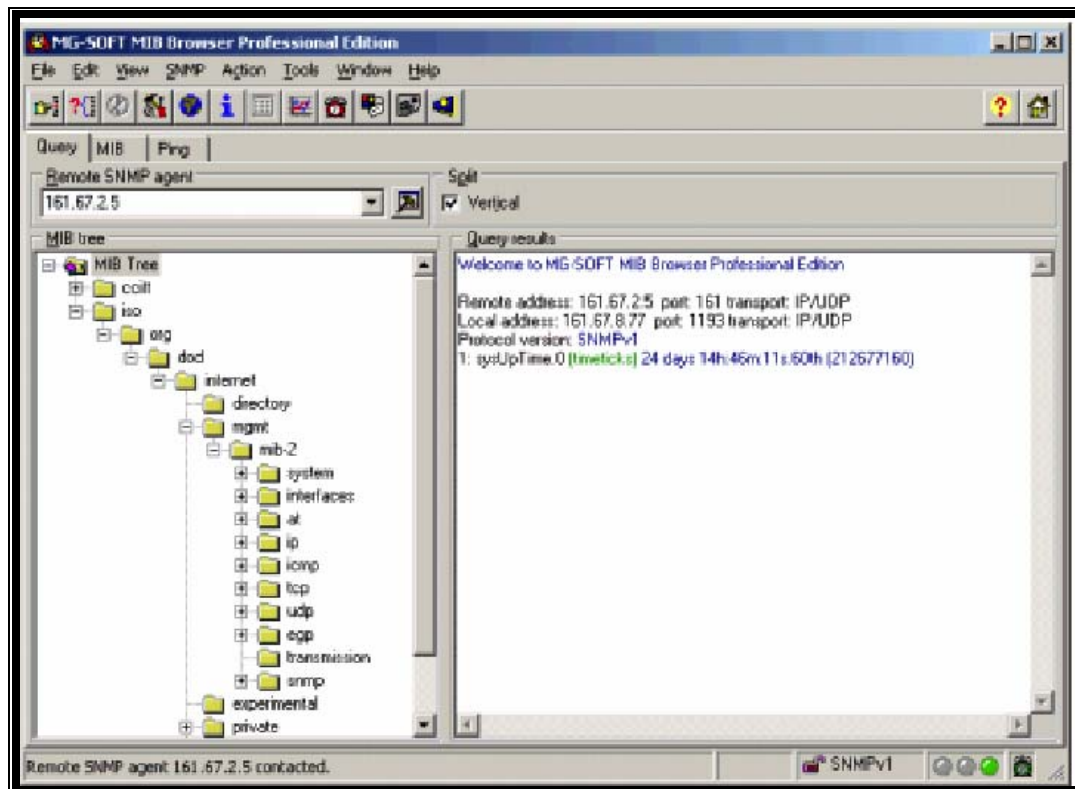 MG-SOFT MIB Browser Professional Edition
File Edit View SNMP Action Tools Window Help
Query MIB Ping
Remote SNMP agent
161.67.2.5
Split
Vertical
MIB tree
MIB Tree
ccitt
iso
org
dod
internet
directory
mgmt
mib-2
system
interfaces
at
ip
icmp
tcp
udp
egp
transmission
snmp
experimental
private
Query results
Welcome to MG-SOFT MIB Browser Professional Edition
Remote address: 161.67.2.5 port: 161 transport: IP/UDP
Local address: 161.67.8.77 port: 1193 transport: IP/UDP
Protocol version: SNMPv1
1: sysUpTime.0 (timeticks) 24 days 14h:46m:11s.60th (212677160)
Remote SNMP agent 161.67.2.5 contacted.
SNMPv1